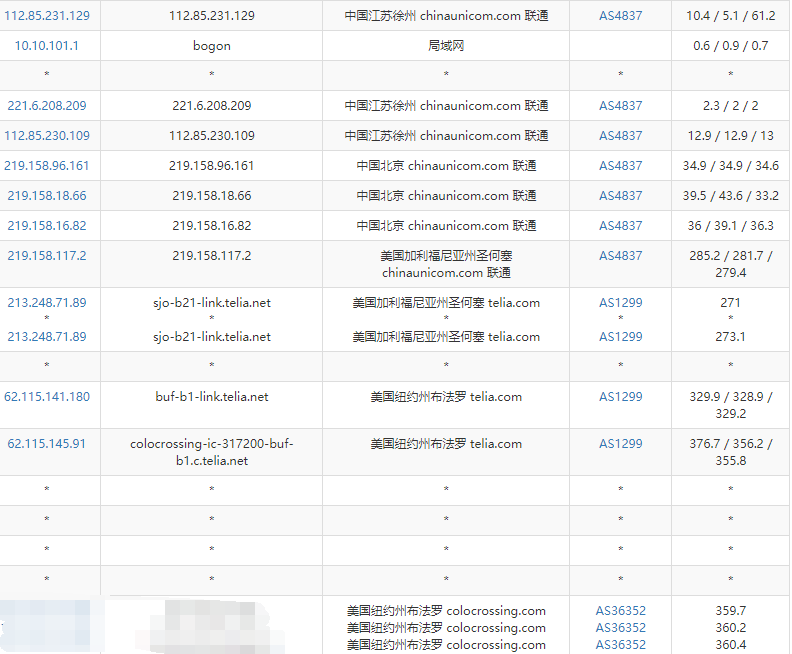 112.85.231.129 112.85.231.129 中国江苏徐州 chinaunicom.com 联通 AS4837 10.4 / 5.1 / 61.2
10.10.101.1 bogon 局域网 0.6 / 0.9 / 0.7
* * * * *
221.6.208.209 221.6.208.209 中国江苏徐州 chinaunicom.com 联通 AS4837 2.3 / 2 / 2
112.85.230.109 112.85.230.109 中国江苏徐州 chinaunicom.com 联通 AS4837 12.9 / 12.9 / 13
219.158.96.161 219.158.96.161 中国北京 chinaunicom.com 联通 AS4837 34.9 / 34.9 / 34.6
219.158.18.66 219.158.18.66 中国北京 chinaunicom.com 联通 AS4837 39.5 / 43.6 / 33.2
219.158.16.82 219.158.16.82 中国北京 chinaunicom.com 联通 AS4837 36 / 39.1 / 36.3
219.158.117.2 219.158.117.2 美国加利福尼亚州圣何塞 AS4837 285.2 / 281.7 /
chinaunicom.com 联通 279.4
213.248.71.89 sjo-b21-link.telia.net 美国加利福尼亚州圣何塞 telia.com AS1299 271
* * * *
213.248.71.89 sjo-b21-link.telia.net 美国加利福尼亚州圣何塞 telia.com AS1299 273.1
* * * * *
62.115.141.180 buf-b1-link.telia.net 美国纽约州布法罗 telia.com AS1299 329.9 / 328.9 /
329.2
62.115.145.91 colocrossing-ic-317200-buf- 美国纽约州布法罗 telia.com AS1299 376.7 / 356.2 /
b1.c.telia.net 355.8
* * * * *
* * * * *
* * * * *
* * * * *
美国纽约州布法罗 colocrossing.com AS36352 359.7
美国纽约州布法罗 colocrossing.com AS36352 360.2
美国纽约州布法罗 colocrossing.com AS36352 360.4